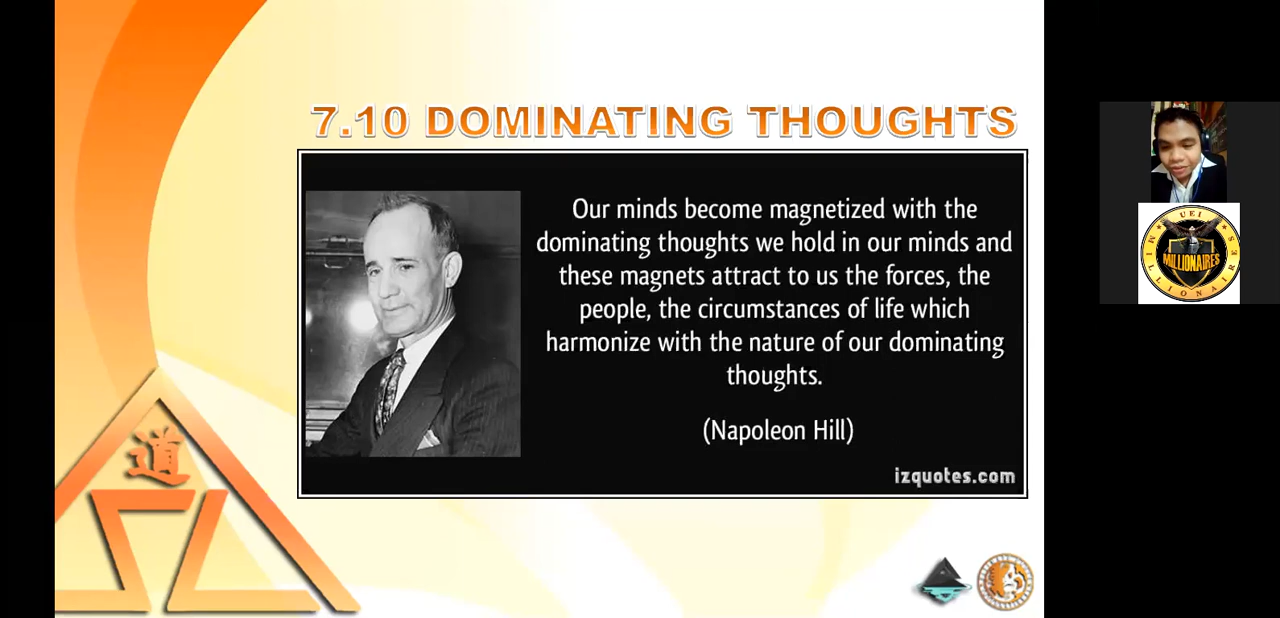 7.10 DOMINATING THOUGHTS
Our minds become magnetized with the
dominating thoughts we hold in our minds and
these magnets attract to us the forces, the
people, the circumstances of life which
harmonize with the nature of our dominating
thoughts.
(Napoleon Hill)
izquotes.com
道
UEI
MILLIONAIRES
MILLIONAIRES